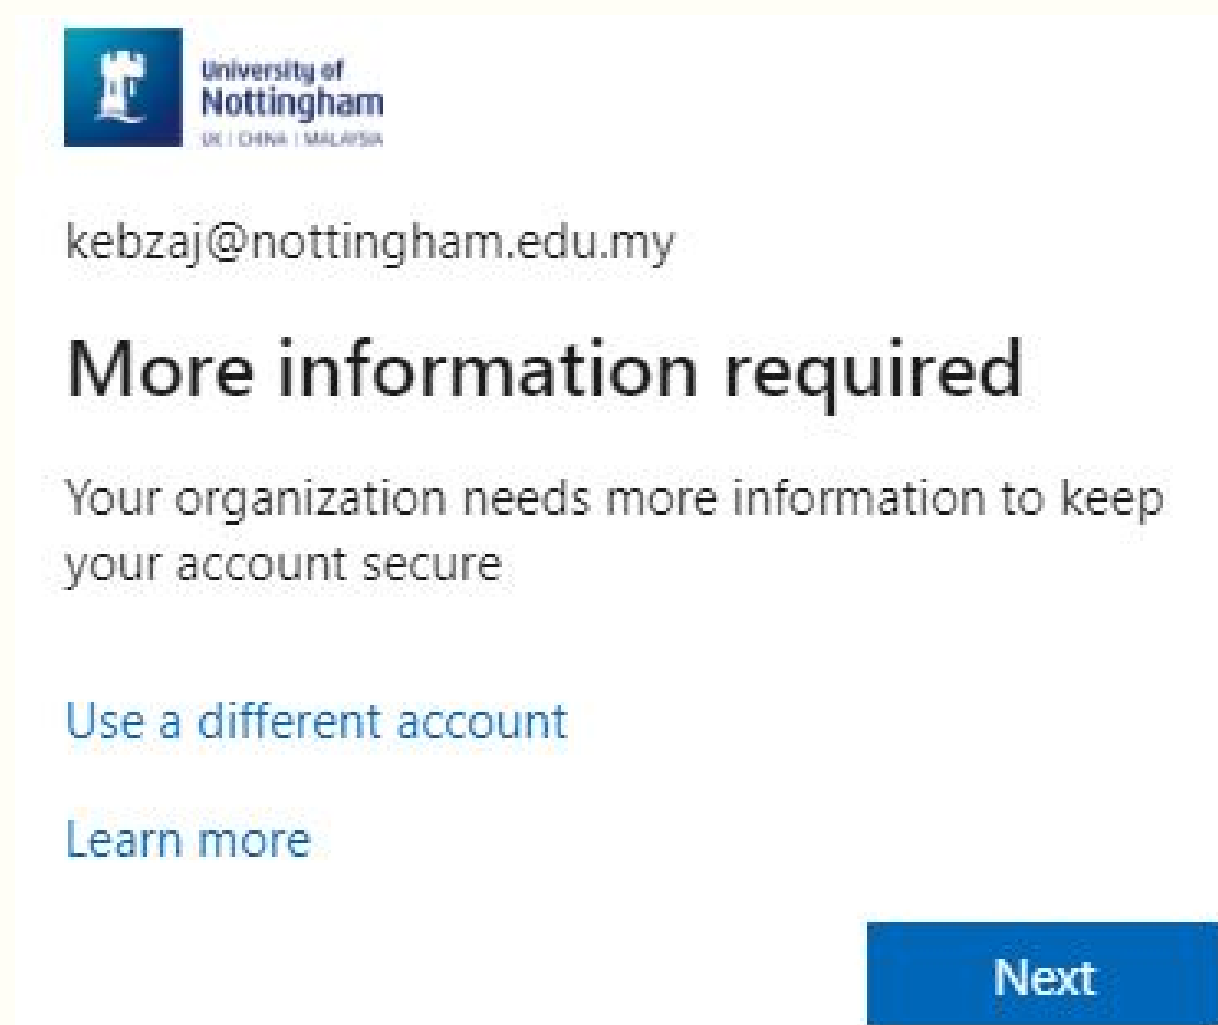 University of
Nottingham
UK | CHINA | MALAYSIA
kebzaj@nottingham.edu.my
More information required
Your organization needs more information to keep
your account secure
Use a different account
Learn more
Next